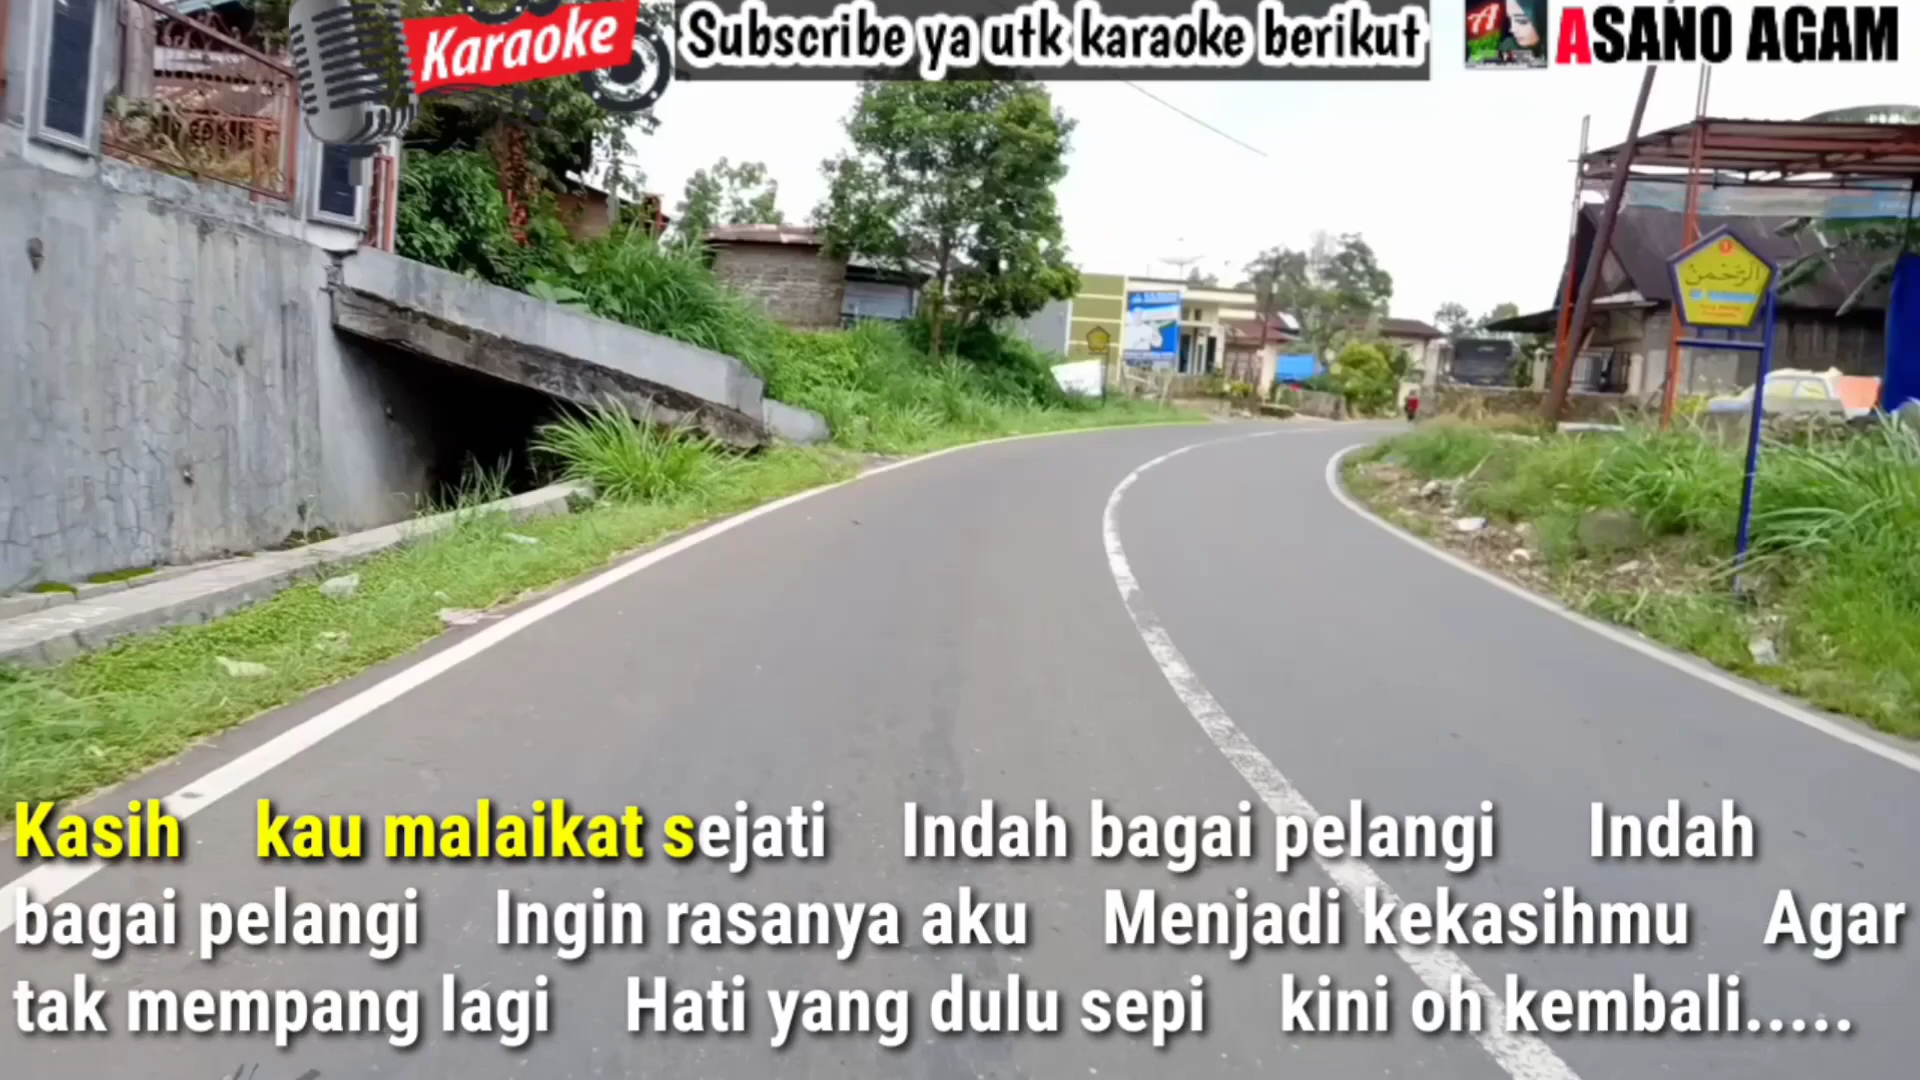 Karaoke
Subscribe ya utk karaoke berikut
ASANO AGAM
الرحمن
Kasih kau malaikat sejati Indah bagai pelangi Indah
bagai pelangi Ingin rasanya aku Menjadi kekasihmu Agar
tak mempang lagi Hati yang dulu sepi kini oh kembali.....